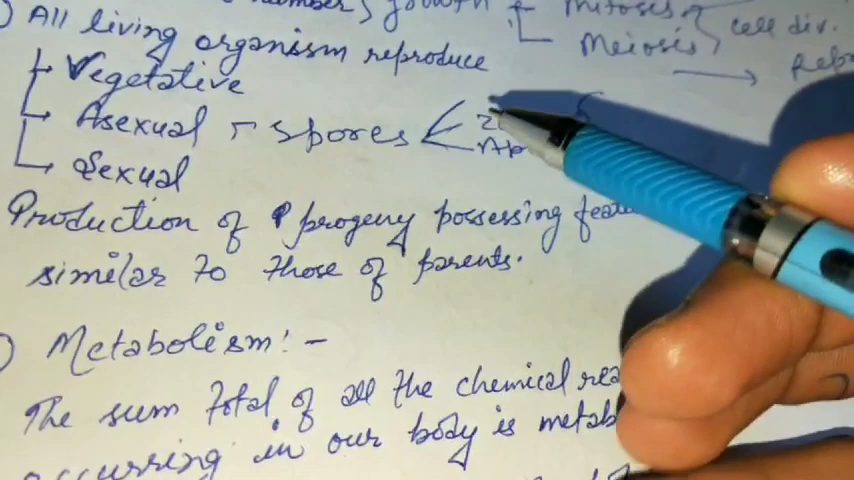 growth Mitosis
cell div.
Meiosis
All living organism reproduce
Vegetative
Asexual spores
Sexual
Production of progeny possessing
similar to those of parents.
Metabolism:-
The sum total of all the chemical
occurring in our body is